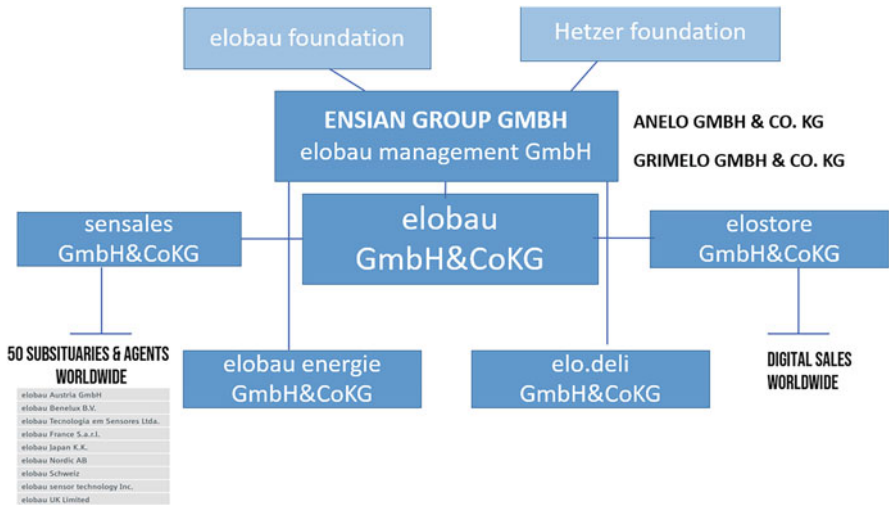 elobau foundation
Hetzer foundation
ENSIAN GROUP GMBH
elobau management GmbH
ANELO GMBH & CO. KG
GRIMELO GMBH & CO. KG
sensales
GmbH&CoKG
elobau
GmbH&CoKG
elostore
GmbH&CoKG
50 SUBSITUARIES & AGENTS
WORLDWIDE
elobau Austria GmbH
elobau Benelux B.V.
elobau Tecnologia em Sensores Ltda.
elobau France S.a.r.l.
elobau Japan K.K.
elobau Nordic AB
elobau Schweiz
elobau sensor technology Inc.
elobau UK Limited
elobau energie
GmbH&CoKG
elo.deli
GmbH&CoKG
DIGITAL SALES
WORLDWIDE